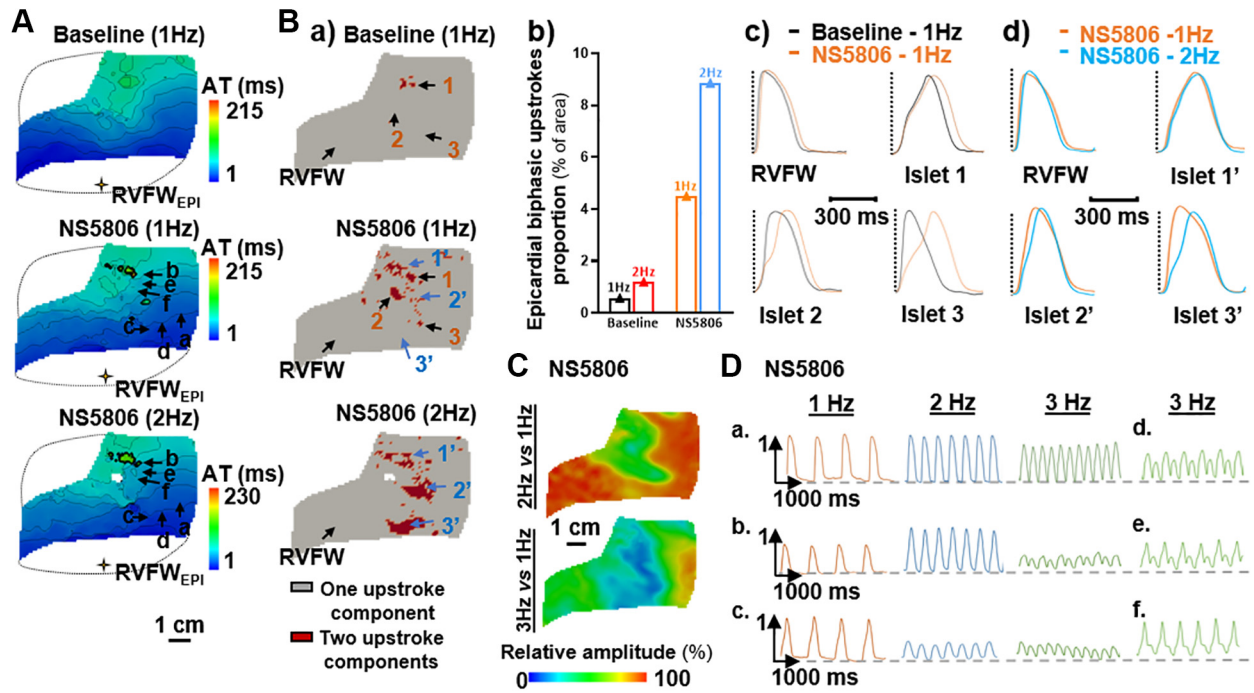 A
Baseline (1Hz)
AT (ms)
215
1
RVFWEPI
NS5806 (1Hz)
AT (ms)
215
1
b
e
f
c
d
a
RVFWEPI
NS5806 (2Hz)
AT (ms)
230
1
b
e
f
c
d
a
RVFWEPI
1 cm
B
a)
Baseline (1Hz)
1
2
3
RVFW
NS5806 (1Hz)
1'
1
2'
2
3
3'
RVFW
NS5806 (2Hz)
1'
2'
3'
RVFW
One upstroke
component
Two upstroke
components
b)
Epicardial biphasic upstrokes
proportion (% of area)
10
8
6
4
2
0
1Hz
2Hz
1Hz
2Hz
Baseline
NS5806
c)
Baseline - 1Hz
NS5806 - 1Hz
RVFW
Islet 1
300 ms
Islet 2
Islet 3
d)
NS5806 -1Hz
NS5806 - 2Hz
RVFW
Islet 1'
300 ms
Islet 2'
Islet 3'
C
NS5806
2Hz vs 1Hz
1 cm
3Hz vs 1Hz
Relative amplitude (%)
0
100
D
NS5806
1 Hz
2 Hz
3 Hz
3 Hz
a.
1
1000 ms
d.
b.
1
1000 ms
e.
c.
1
1000 ms
f.